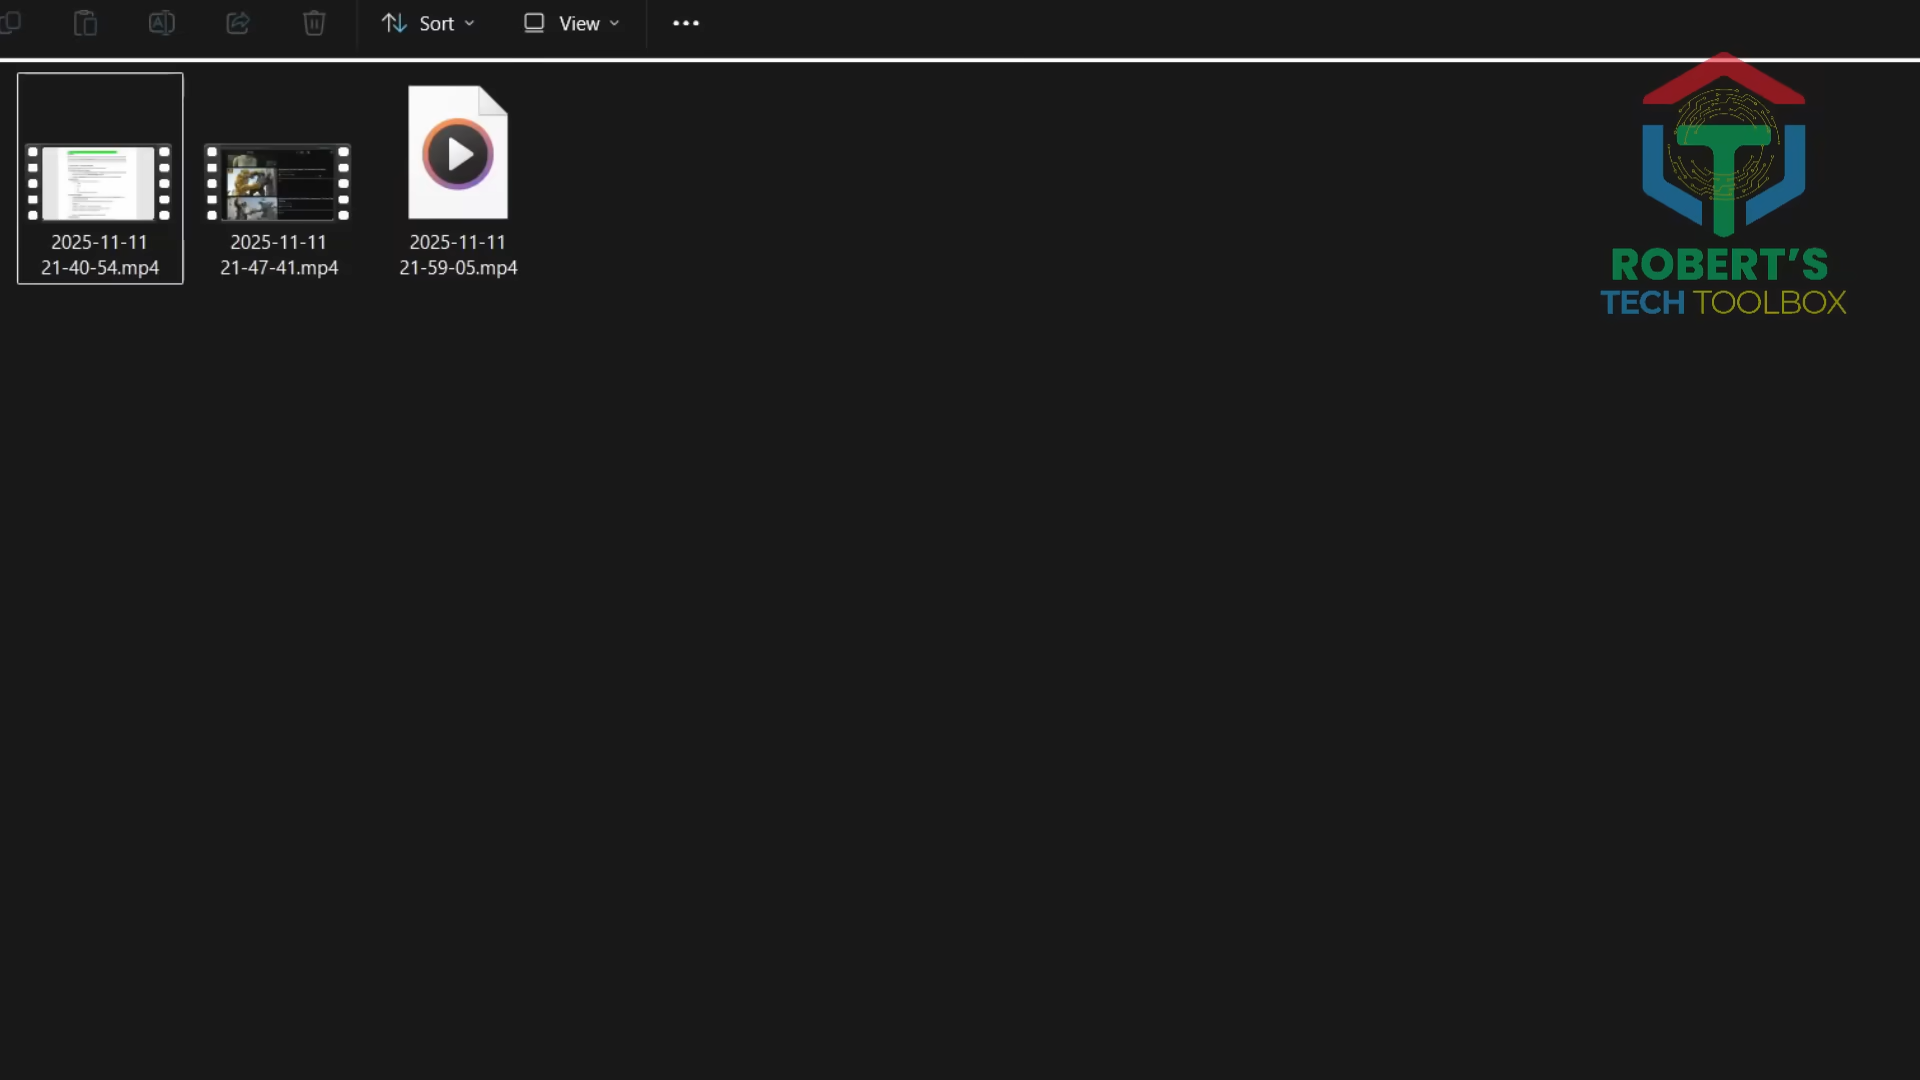 Sort
View
2025-11-11
21-40-54.mp4
2025-11-11
21-47-41.mp4
2025-11-11
21-59-05.mp4
ROBERT'S
TECH TOOLBOX